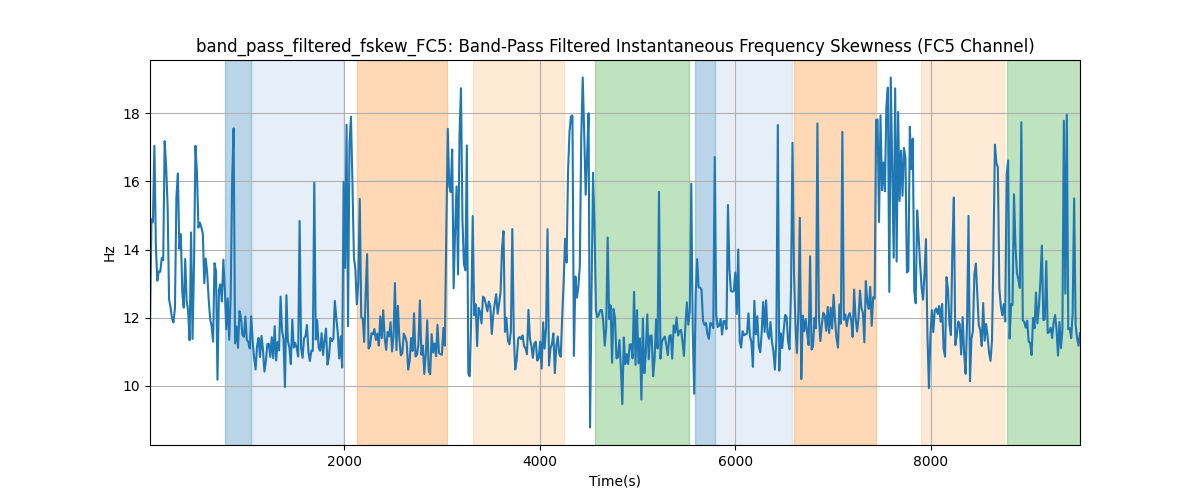 band_pass_filtered_fskew_FC5: Band-Pass Filtered Instantaneous Frequency Skewness (FC5 Channel)
18
16
14
12
10
Hz
2000 4000 6000 8000
Time(s)